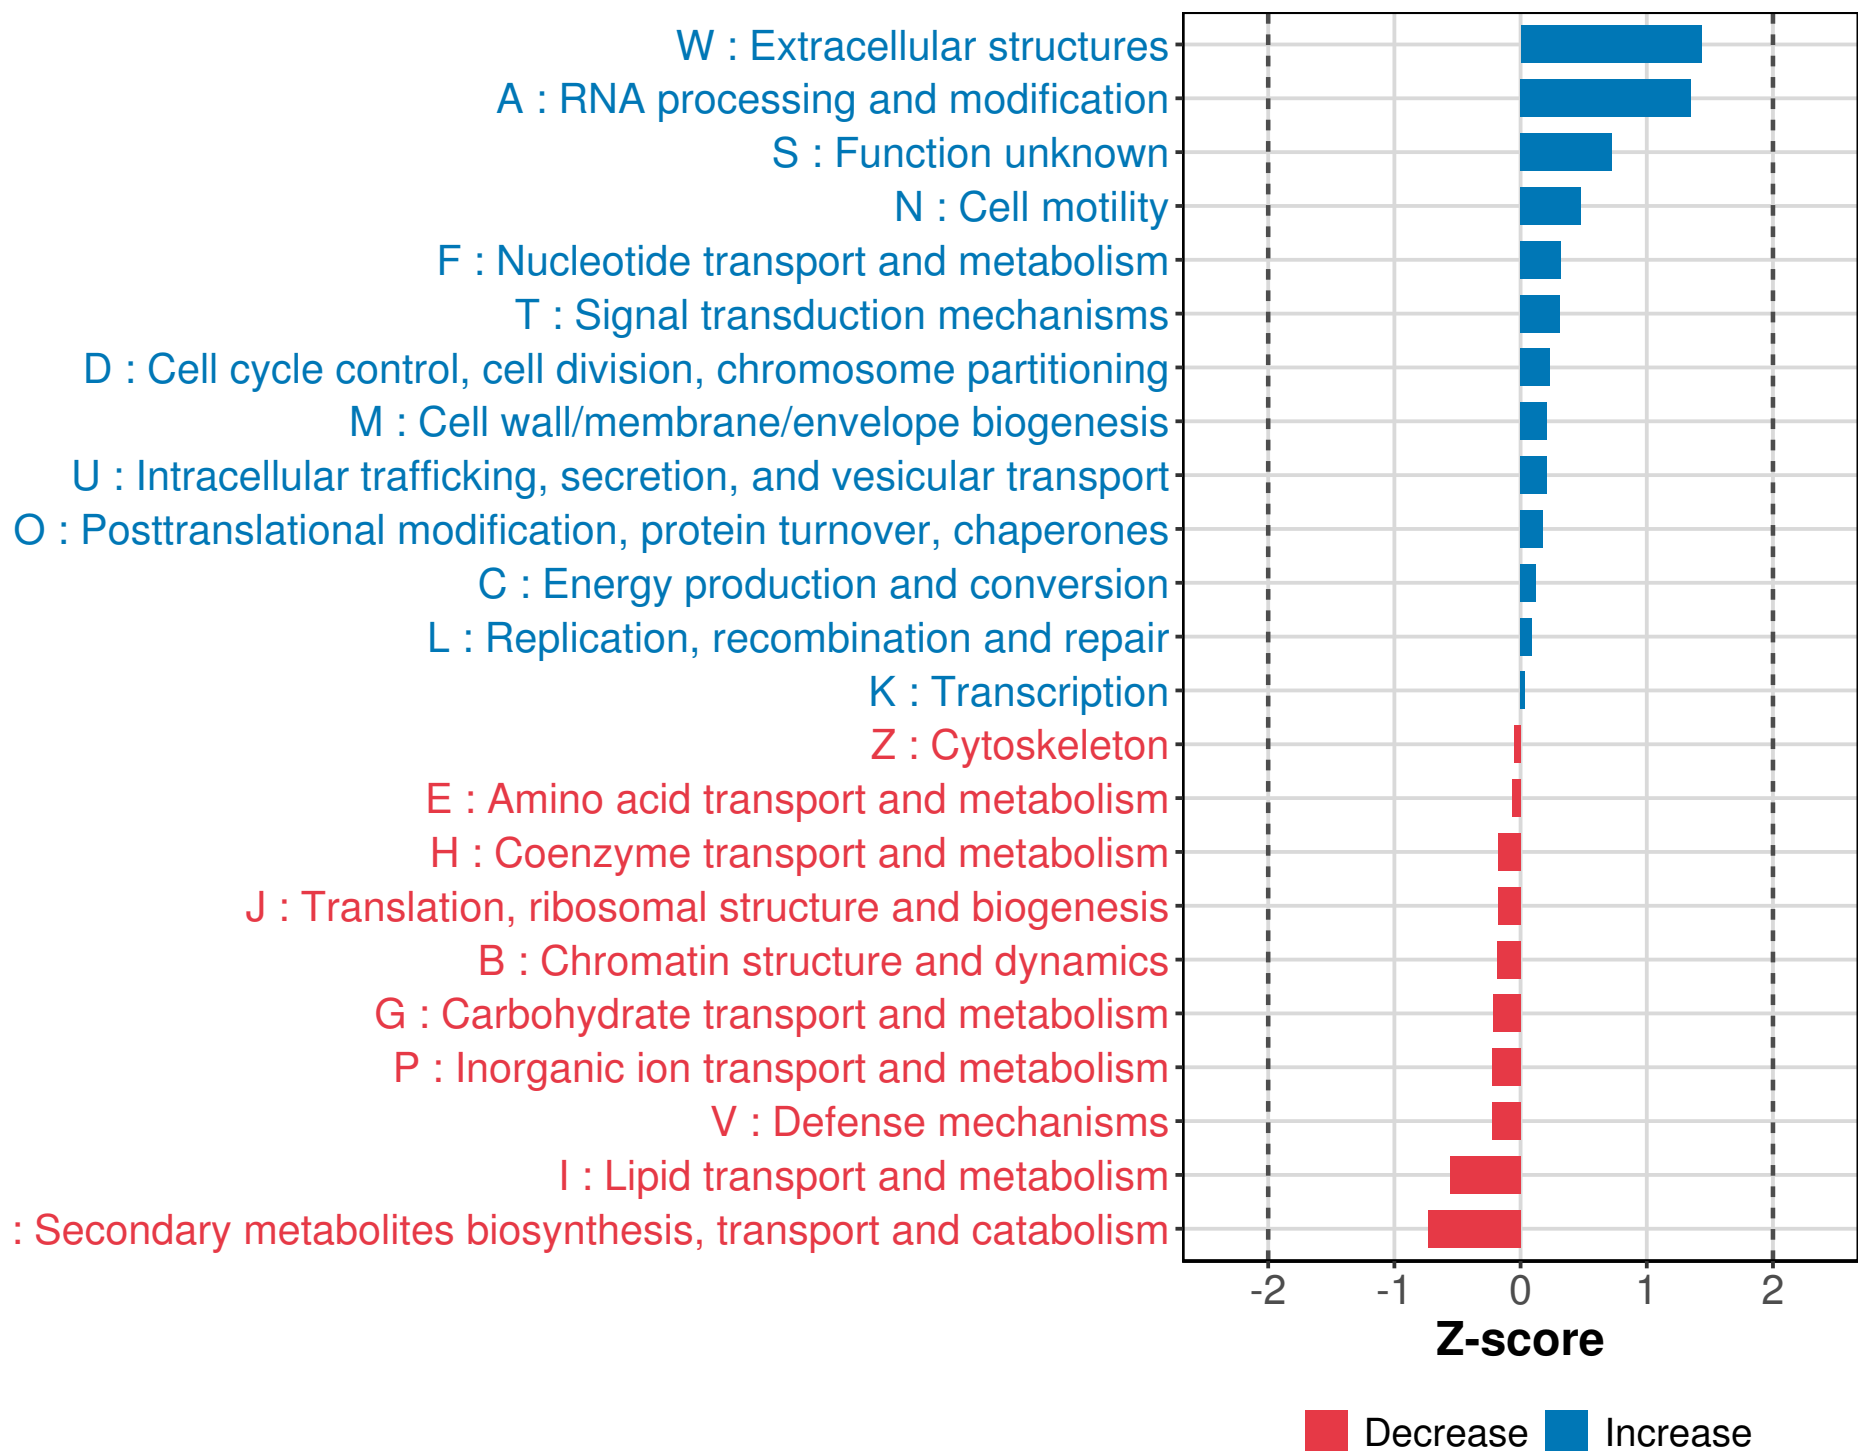 W : Extracellular structures
A : RNA processing and modification
S : Function unknown
N : Cell motility
F : Nucleotide transport and metabolism
T : Signal transduction mechanisms
D : Cell cycle control, cell division, chromosome partitioning
M : Cell wall/membrane/envelope biogenesis
U : Intracellular trafficking, secretion, and vesicular transport
O : Posttranslational modification, protein turnover, chaperones
C : Energy production and conversion
L : Replication, recombination and repair
K : Transcription
Z : Cytoskeleton
E : Amino acid transport and metabolism
H : Coenzyme transport and metabolism
J : Translation, ribosomal structure and biogenesis
B : Chromatin structure and dynamics
G : Carbohydrate transport and metabolism
P : Inorganic ion transport and metabolism
V : Defense mechanisms
I : Lipid transport and metabolism
: Secondary metabolites biosynthesis, transport and catabolism
-2 -1 0 1 2
Z-score
Decrease Increase